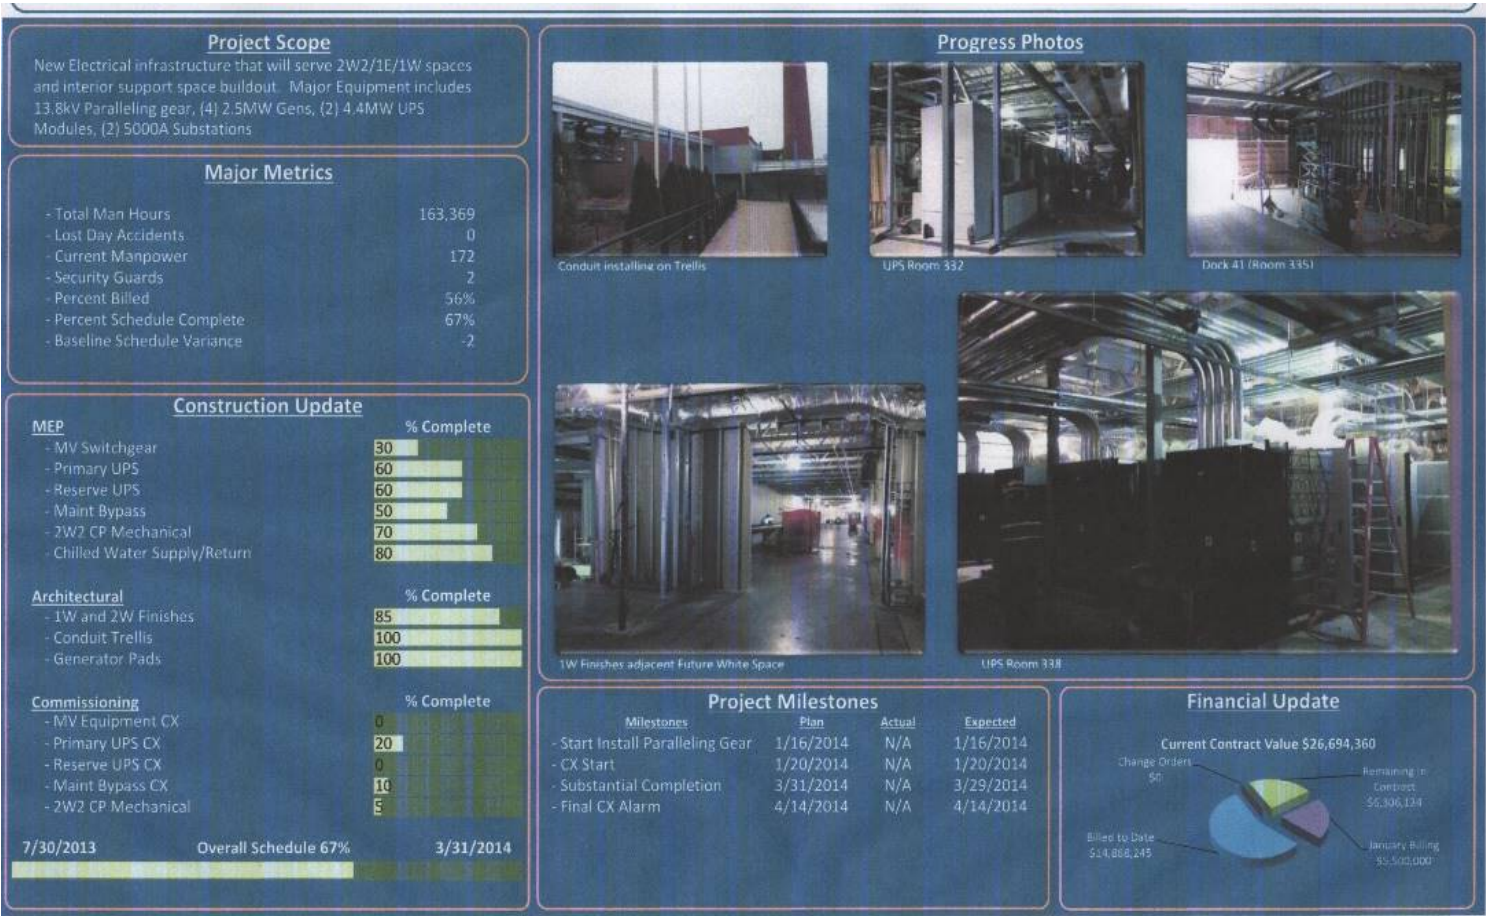 Project Scope
New Electrical infrastructure that will serve 2W2/1E/1W spaces
and interior support space buildout. Major Equipment includes
13.8kV Paralleling gear, (4) 2.5MW Gens, (2) 4.4MW UPS
Modules, (2) 5000A Substations
Major Metrics
- Total Man Hours 163,369
- Lost Day Accidents 0
- Current Manpower 172
- Security Guards 2
- Percent Billed 56%
- Percent Schedule Complete 67%
- Baseline Schedule Variance -2
Construction Update
MEP % Complete
- MV Switchgear 30
- Primary UPS 60
- Reserve UPS 60
- Maint Bypass 50
- 2W2 CP Mechanical 70
- Chilled Water Supply/Return 80
Architectural % Complete
- 1W and 2W Finishes 85
- Conduit Trellis 100
- Generator Pads 100
Commissioning % Complete
- MV Equipment CX 0
- Primary UPS CX 20
- Reserve UPS CX 0
- Maint Bypass CX 10
- 2W2 CP Mechanical 5
7/30/2013 Overall Schedule 67% 3/31/2014
Progress Photos
Conduit installing on Trellis
UPS Room 332
Dock 41 (Room 335)
1W Finishes adjacent Future White Space
UPS Room 338
Project Milestones
Milestones Plan Actual Expected
- Start Install Paralleling Gear 1/16/2014 N/A 1/16/2014
- CX Start 1/20/2014 N/A 1/20/2014
- Substantial Completion 3/31/2014 N/A 3/29/2014
- Final CX Alarm 4/14/2014 N/A 4/14/2014
Financial Update
Current Contract Value $26,694,360
Change Orders
$0
Remaining in
Contract
Billed to Date
$14,888,245
January Billing
$5,500,000